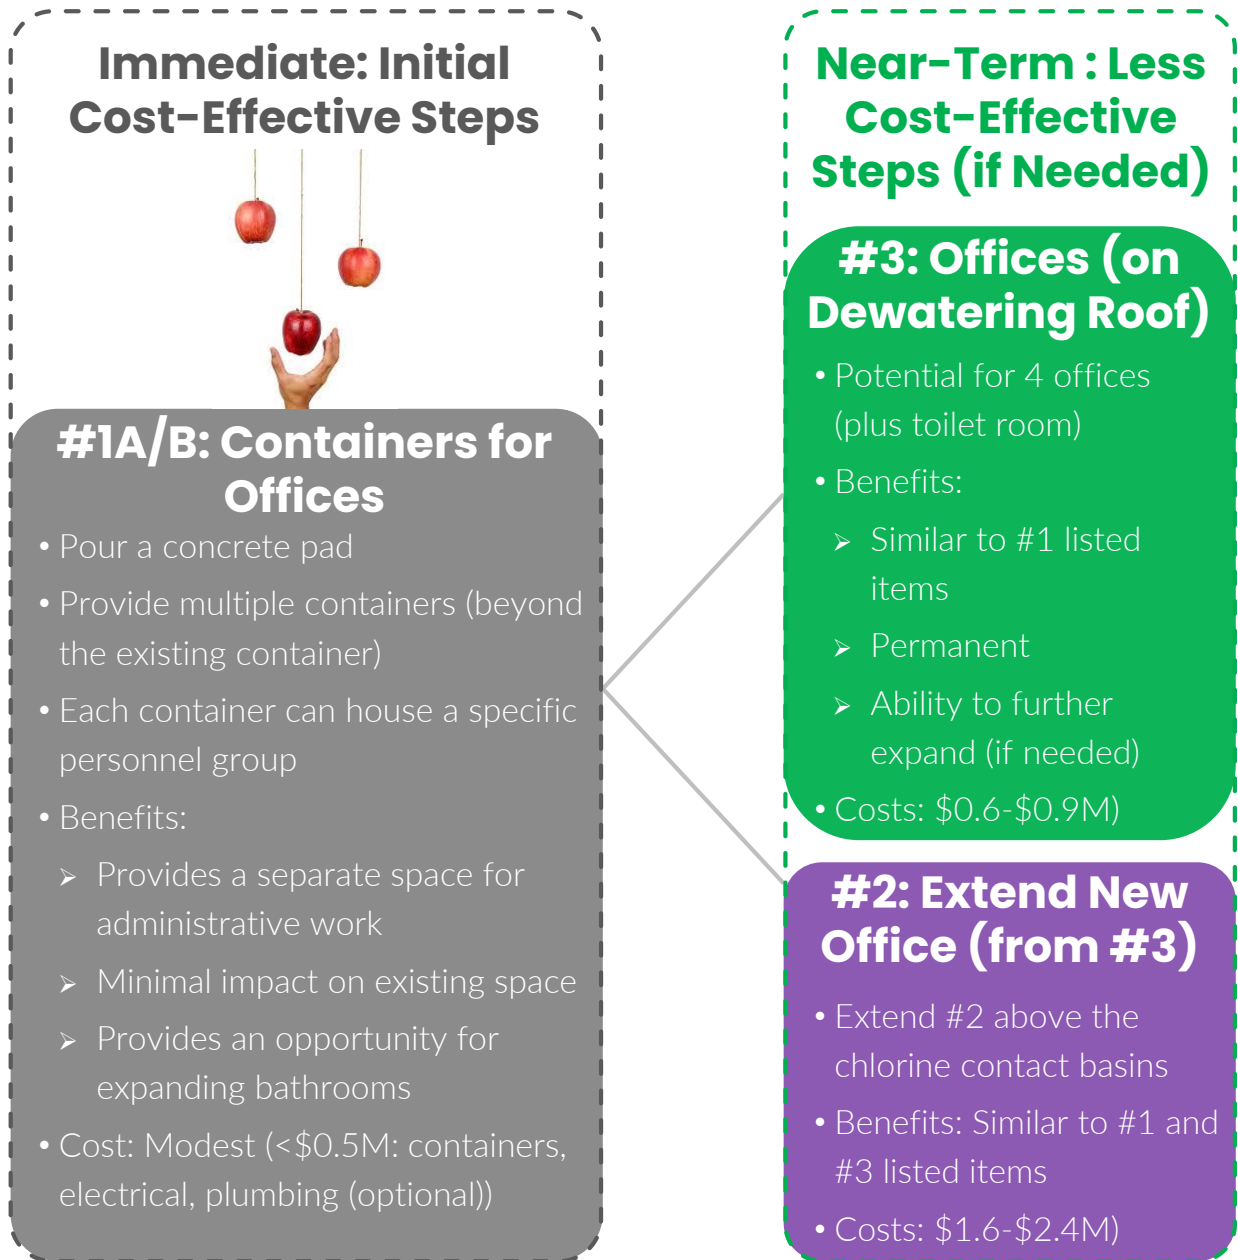 Immediate: Initial
Cost-Effective Steps
#1A/B: Containers for
Offices
• Pour a concrete pad
• Provide multiple containers (beyond
the existing container)
• Each container can house a specific
personnel group
• Benefits:
➢ Provides a separate space for
administrative work
➢ Minimal impact on existing space
➢ Provides an opportunity for
expanding bathrooms
• Cost: Modest (<$0.5M: containers,
electrical, plumbing (optional))
Near-Term : Less
Cost-Effective
Steps (if Needed)
#3: Offices (on
Dewatering Roof)
• Potential for 4 offices
(plus toilet room)
• Benefits:
➢ Similar to #1 listed
items
➢ Permanent
➢ Ability to further
expand (if needed)
• Costs: $0.6-$0.9M)
#2: Extend New
Office (from #3)
• Extend #2 above the
chlorine contact basins
• Benefits: Similar to #1 and
#3 listed items
• Costs: $1.6-$2.4M)